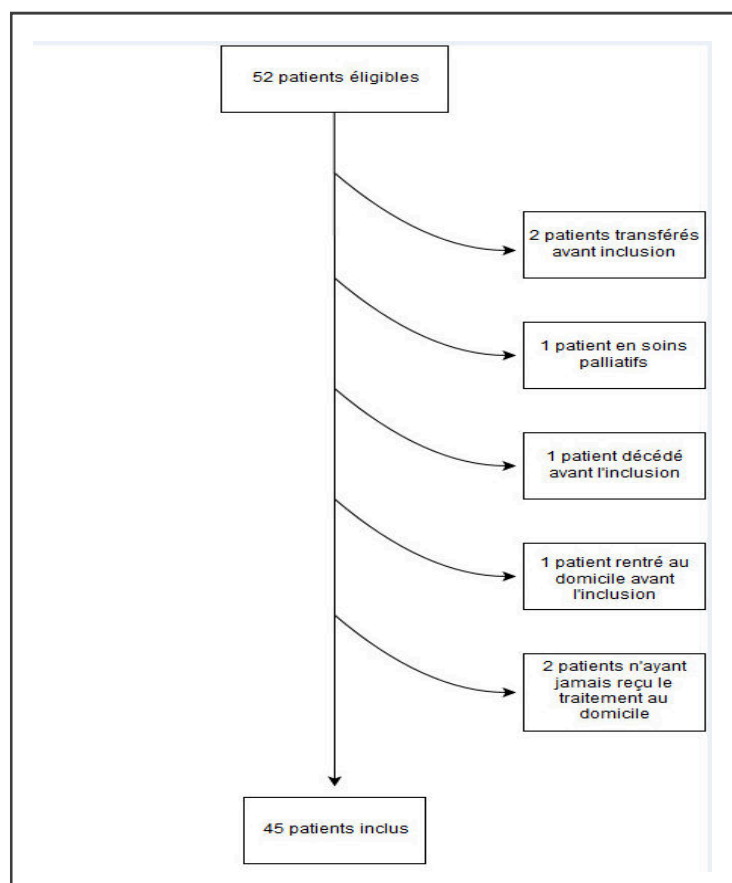 52 patients éligibles
2 patients transférés
avant inclusion
1 patient en soins
palliatifs
1 patient décédé
avant l'inclusion
1 patient rentré au
domicile avant
l'inclusion
2 patients n'ayant
jamais reçu le
traitement au
domicile
45 patients inclus